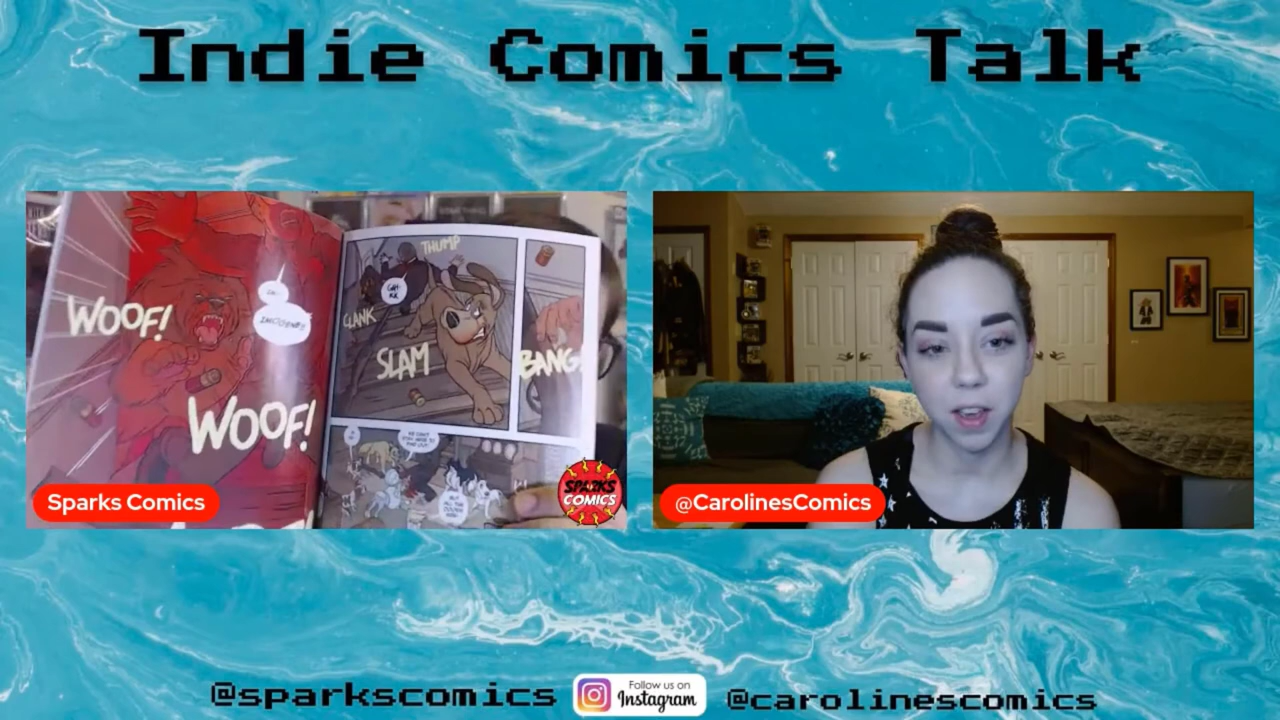 Indie Comics Talk
WOOF!
WOOF!
THUMP
CLANK
SLAM
BANG
SPARKS
COMICS
Sparks Comics
@CarolinesComics
@sparkscomics
Follow us on
Instagram
@carolinescomics